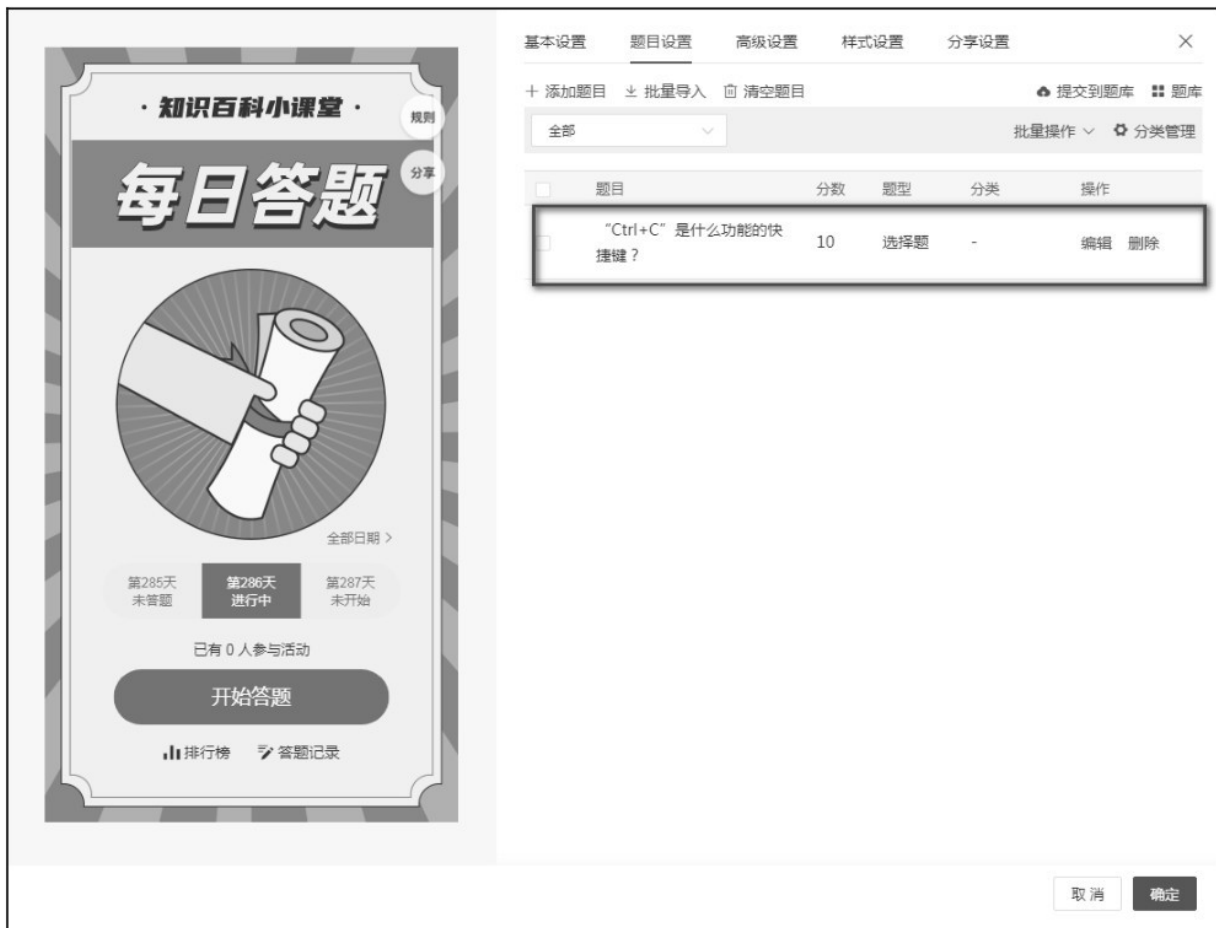 · 知识百科小课堂 ·
规则
每日答题
分享
全部日期 >
第285天 第286天 第287天
未答题 进行中 未开始
已有 0 人参与活动
开始答题
排行榜 答题记录
基本设置 题目设置 高级设置 样式设置 分享设置 ×
+ 添加题目 批量导入 清空题目 提交到题库 题库
全部 批量操作 分类管理
题目 分数 题型 分类 操作
“Ctrl+C”是什么功能的快
捷键？ 10 选择题 - 编辑 删除
取消 确定